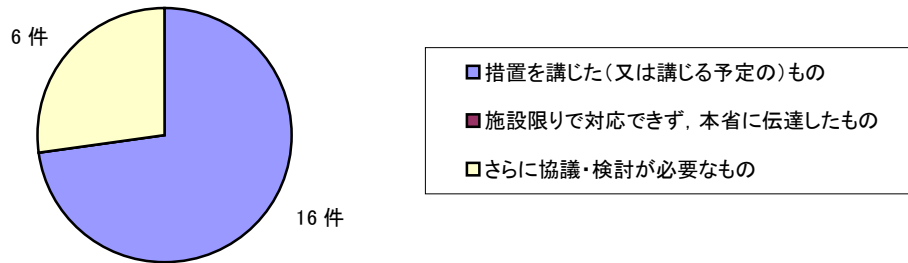 6 件
16 件
措置を講じた（又は講じる予定の）もの
施設限りで対応できず，本省に伝達したもの
さらに協議・検討が必要なもの